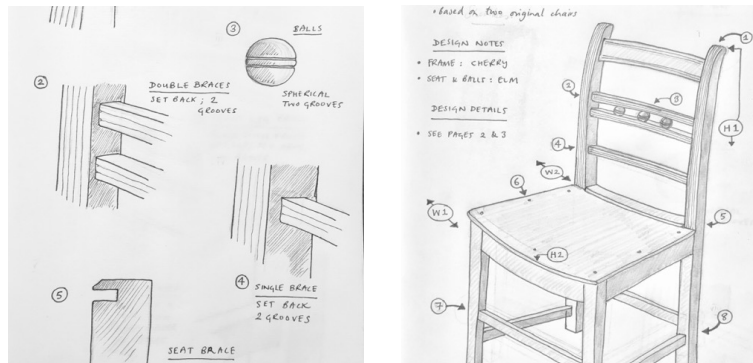 3
BALLS
SPHERICAL
TWO GROOVES
2
DOUBLE BRACES
SET BACK; 2
GROOVES
4
SINGLE BRACE
SET BACK
2 GROOVES
5
SEAT BRACE
• based on two original chairs
DESIGN NOTES
• FRAME: CHERRY
• SEAT & BALLS: ELM
DESIGN DETAILS
• SEE PAGES 2 & 3
1
2
3
H1
4
W2
6
W1
5
H2
7
8